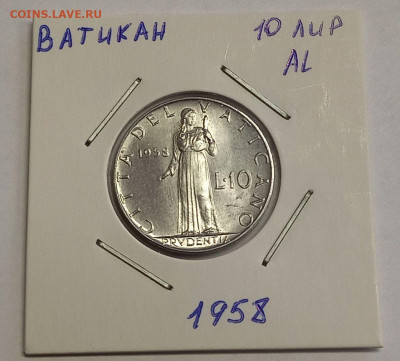 COINS.LAVE.RU
ВАТИКАН
10 ЛИР
AL
CITTA DEL VATICANO
1958
L.10
PRVDENTIA
1958